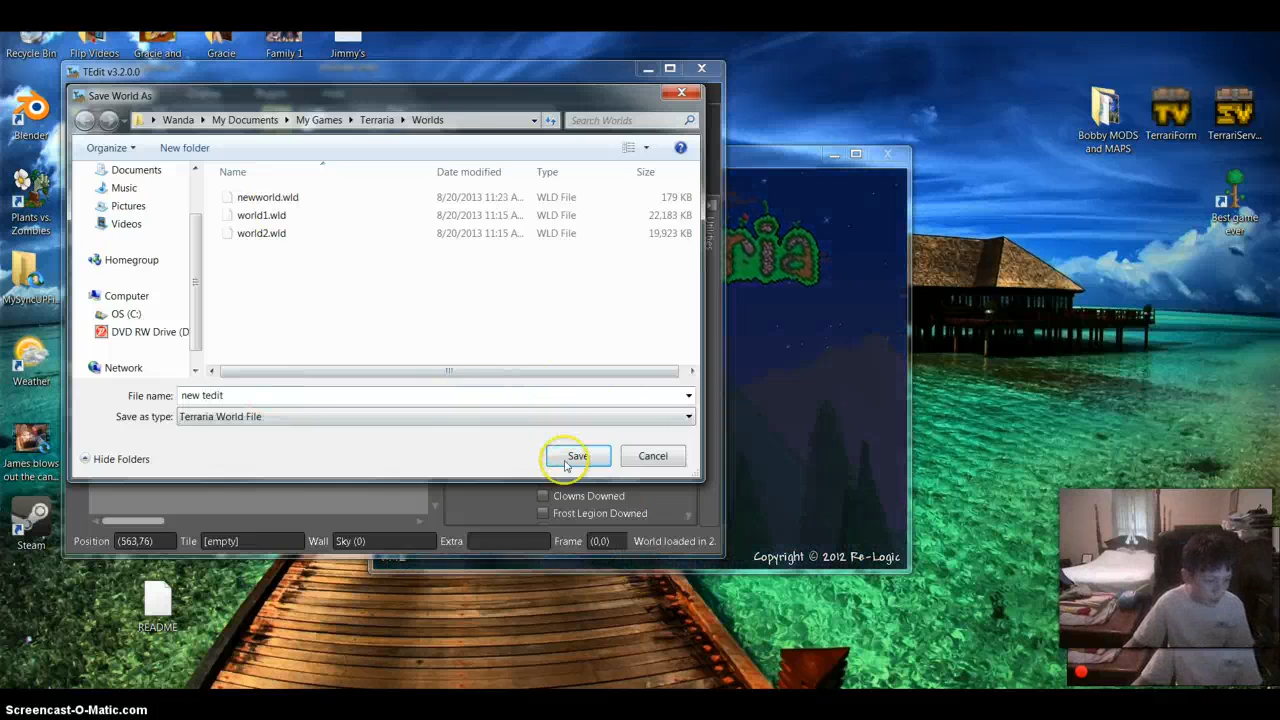 Recycle Bin
Flip Videos
Gracie and
Gracie
Family 1
Jimmy's
TEdit v3.2.0.0
Save World As
Wanda
My Documents
My Games
Terraria
Worlds
Search Worlds
Organize
New folder
Documents
Music
Pictures
Videos
Homegroup
Computer
OS (C:)
DVD RW Drive (D
Network
Name
Date modified
Type
Size
newworld.wld
8/20/2013 11:23 A...
WLD File
179 KB
world1.wld
8/20/2013 11:15 A...
WLD File
22,183 KB
world2.wld
8/20/2013 11:15 A...
WLD File
19,923 KB
File name:
new tedit
Save as type:
Terraria World File
Hide Folders
Save
Cancel
Clowns Downed
Frost Legion Downed
Position
(563,76)
Tile
[empty]
Wall
Sky (0)
Extra
Frame
(0,0)
World loaded in 2.
Utilities
ria
Copyright © 2012 Re-Logic
Blender
Plants vs.
Zombies
Weather
James blows
out the can...
Steam
README
TV
SV
Bobby MODS
and MAPS
TerrariForm
TerrariServ...
Best game
ever
Screencast-O-Matic.com